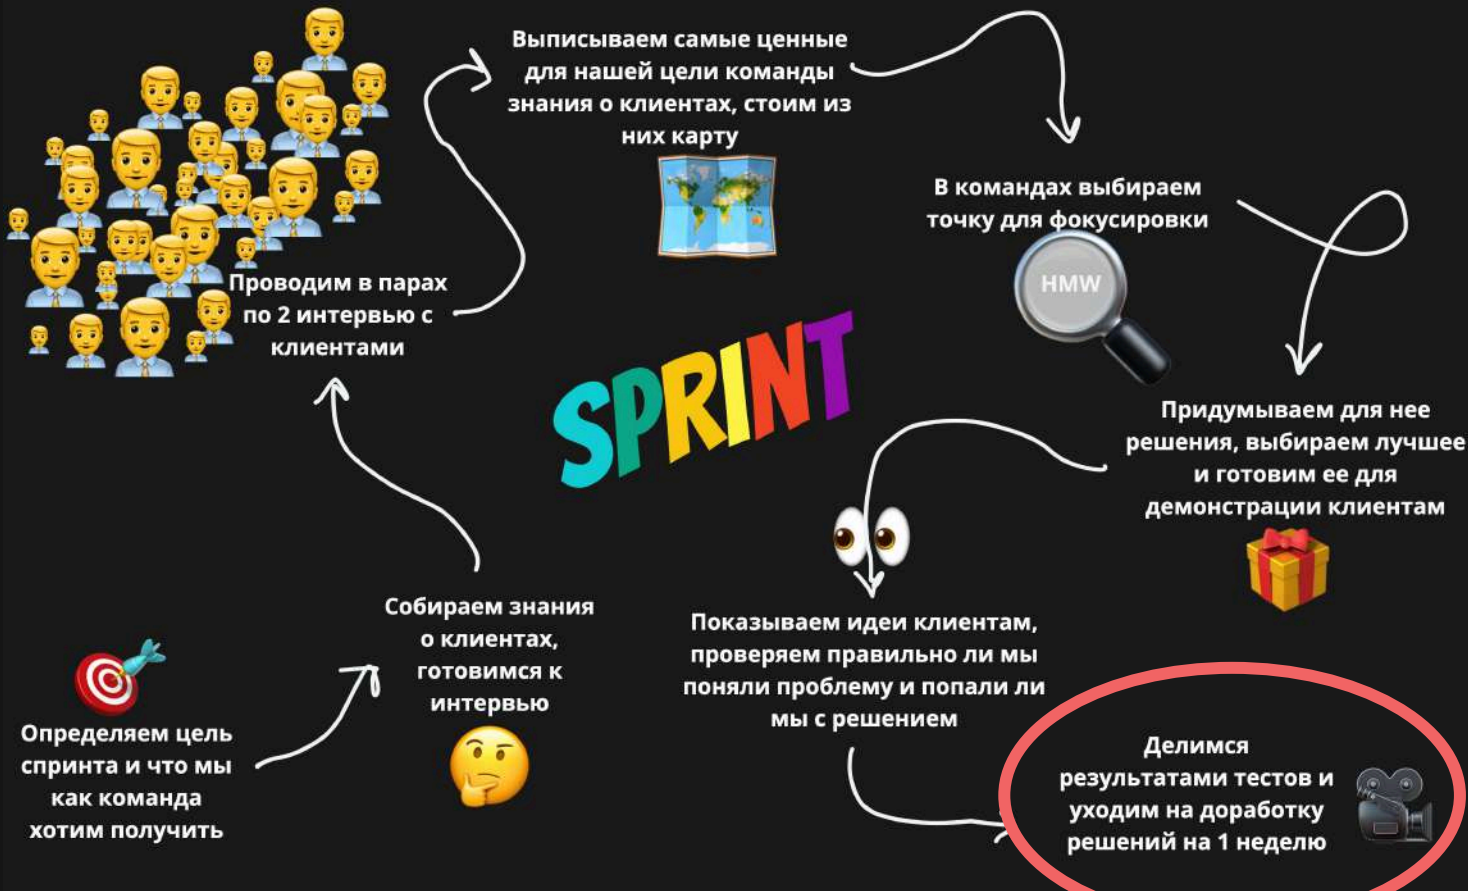 Определяем цель
спринта и что мы
как команда
хотим получить
Собираем знания
о клиентах,
готовимся к
интервью
Проводим в парах
по 2 интервью с
клиентами
Выписываем самые ценные
для нашей цели команды
знания о клиентах, стоим из
них карту
В командах выбираем
точку для фокусировки
HMW
Придумываем для нее
решения, выбираем лучшее
и готовим ее для
демонстрации клиентам
Показываем идеи клиентам,
проверяем правильно ли мы
поняли проблему и попали ли
мы с решением
Делимся
результатами тестов и
уходим на доработку
решений на 1 неделю
SPRINT